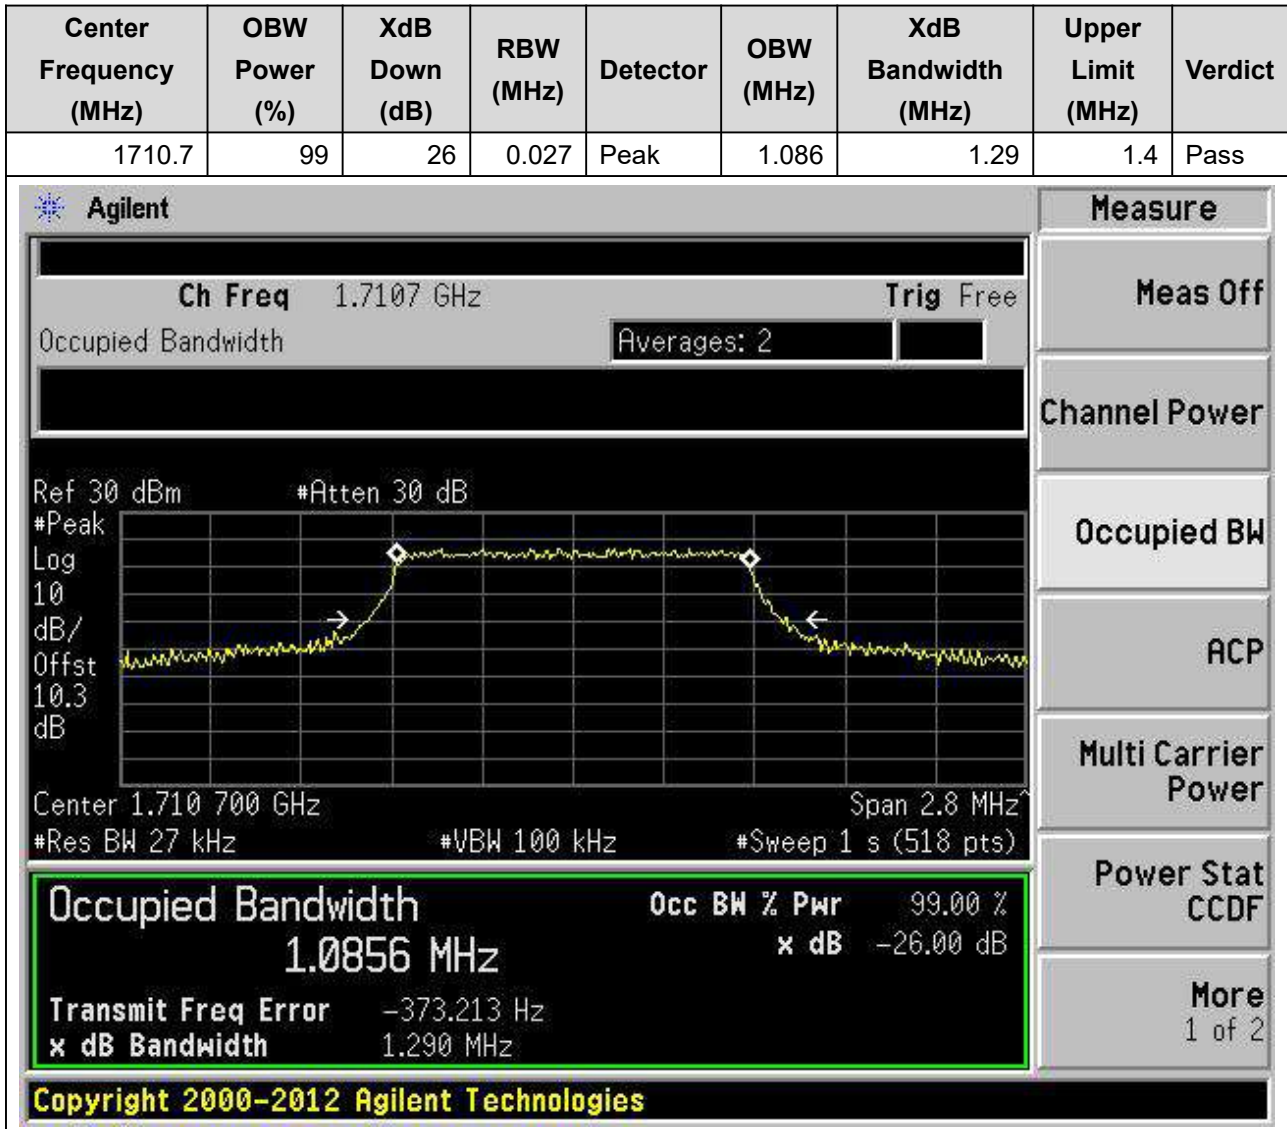 Center Frequency (MHz) OBW Power (%) XdB Down (dB) RBW (MHz) Detector OBW (MHz) XdB Bandwidth (MHz) Upper Limit (MHz) Verdict
1710.7 99 26 0.027 Peak 1.086 1.29 1.4 Pass
Agilent
Measure
Ch Freq 1.7107 GHz Trig Free
Meas Off
Occupied Bandwidth Averages: 2
Channel Power
Ref 30 dBm #Atten 30 dB
#Peak
Log
10
dB/
Offst
10.3
dB
Occupied BW
ACP
Multi Carrier
Power
Center 1.710 700 GHz Span 2.8 MHz^
#Res BW 27 kHz #VBW 100 kHz #Sweep 1 s (518 pts)
Power Stat
CCDF
Occupied Bandwidth Occ BW % Pwr 99.00 %
1.0856 MHz x dB -26.00 dB
Transmit Freq Error -373.213 Hz
x dB Bandwidth 1.290 MHz
More
1 of 2
Copyright 2000-2012 Agilent Technologies